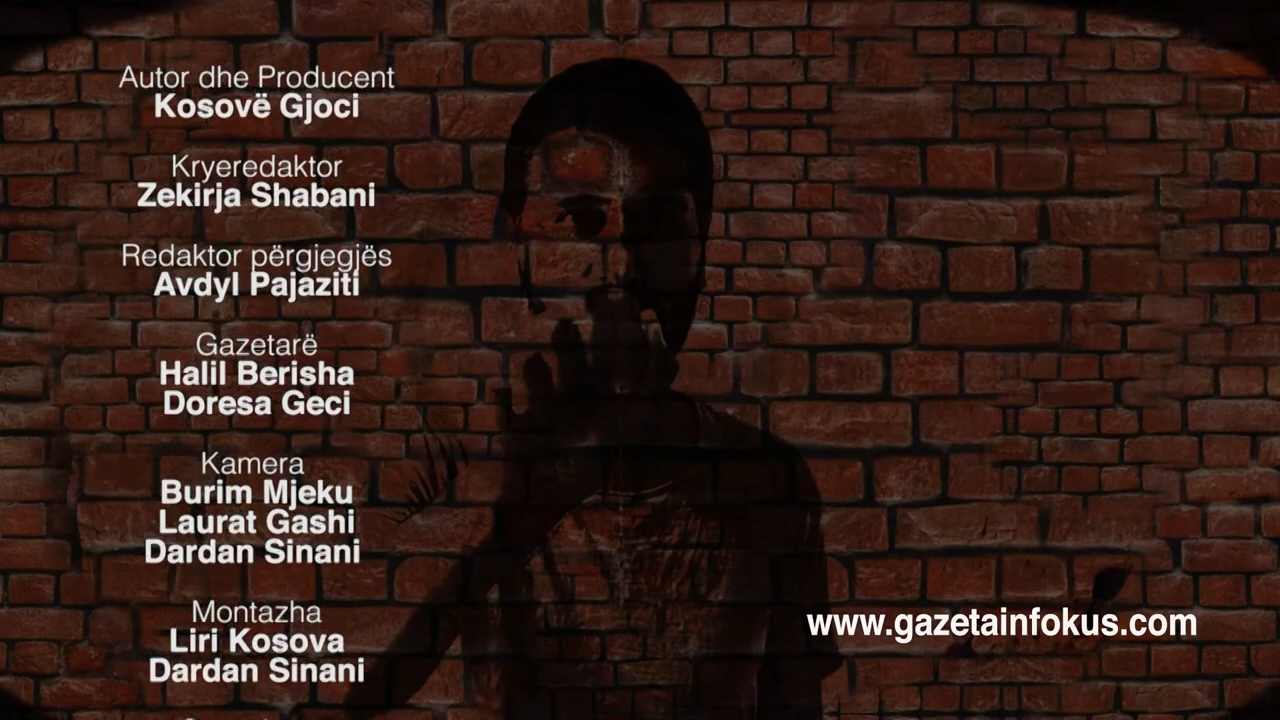 Autor dhe Producent
Kosovë Gjoci
Kryeredaktor
Zekirja Shabani
Redaktor përgjegjës
Avdyl Pajaziti
Gazetarë
Halil Berisha
Doresa Geci
Kamera
Burim Mjeku
Laurat Gashi
Dardan Sinani
Montazha
Liri Kosova
Dardan Sinani
www.gazetainfokus.com